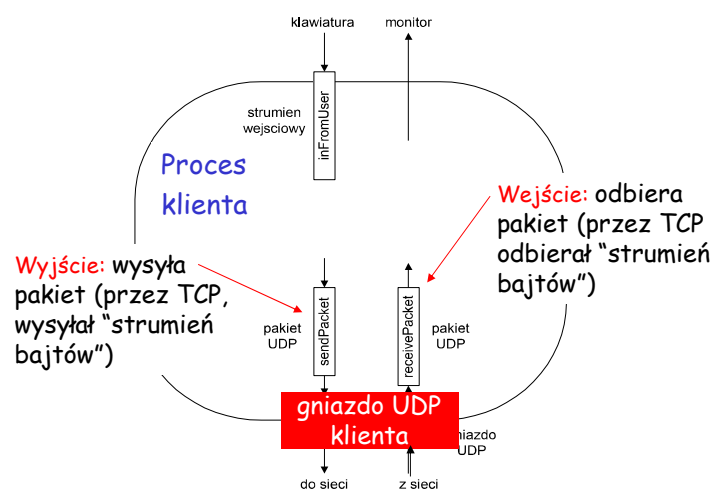 klawiatura
monitor
strumien
wejsciowy
inFromUser
Proces
klienta
Wejście: odbiera
pakiet (przez TCP
odbierał “strumień
bajtów”)
Wyjście: wysyła
pakiet (przez TCP,
wysyłał “strumień
bajtów”)
pakiet
UDP
sendPacket
receivePacket
pakiet
UDP
gniazdo UDP
klienta
UDP
do sieci
z sieci